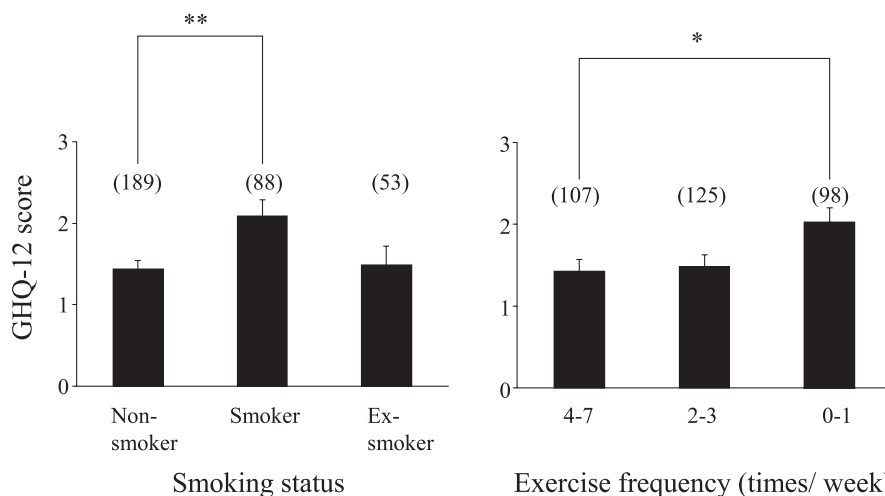 **
*
GHQ-12 score
3
2
1
0
(189)
(88)
(53)
Non-
smoker
Smoker
Ex-
smoker
Smoking status
3
2
1
0
(107)
(125)
(98)
4-7
2-3
0-1
Exercise frequency (times/ week)